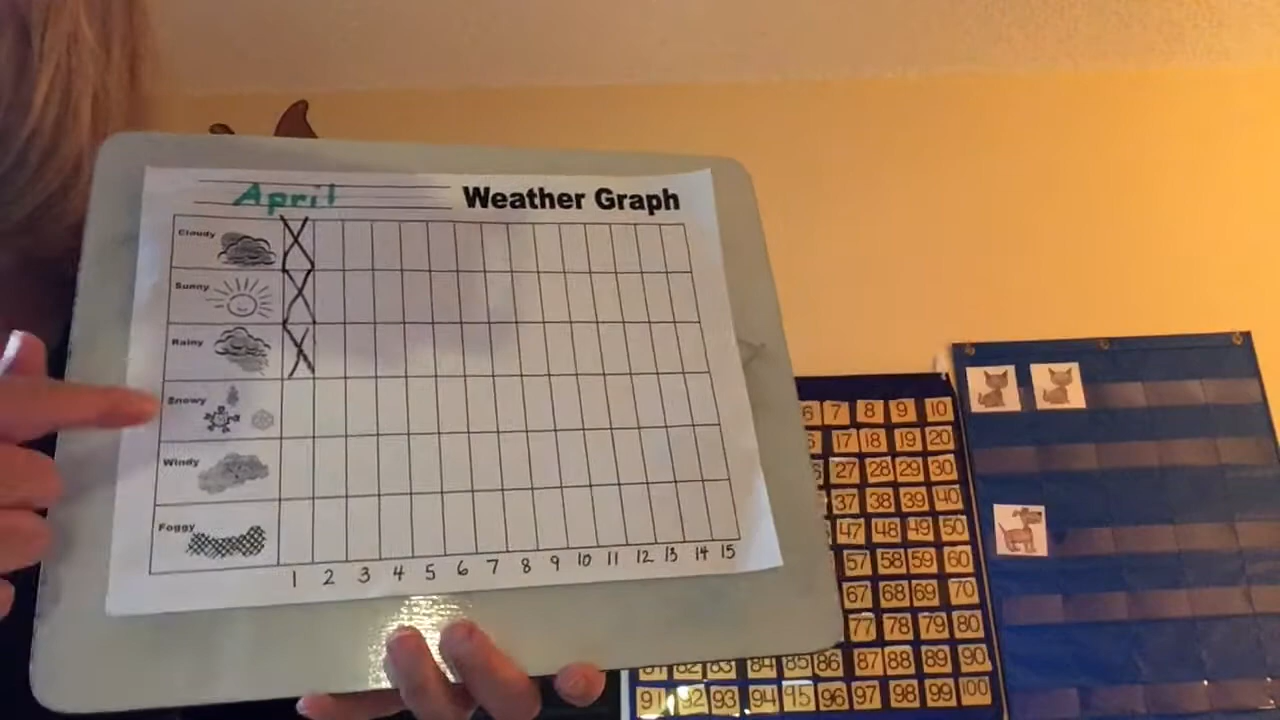 April Weather Graph
Cloudy
Sunny
Rainy
Snowy
Windy
Foggy
1 2 3 4 5 6 7 8 9 10 11 12 13 14 15
6 7 8 9 10
17 18 19 20
27 28 29 30
37 38 39 40
47 48 49 50
57 58 59 60
67 68 69 70
77 78 79 80
81 82 83 84 85 86 87 88 89 90
91 92 93 94 95 96 97 98 99 100